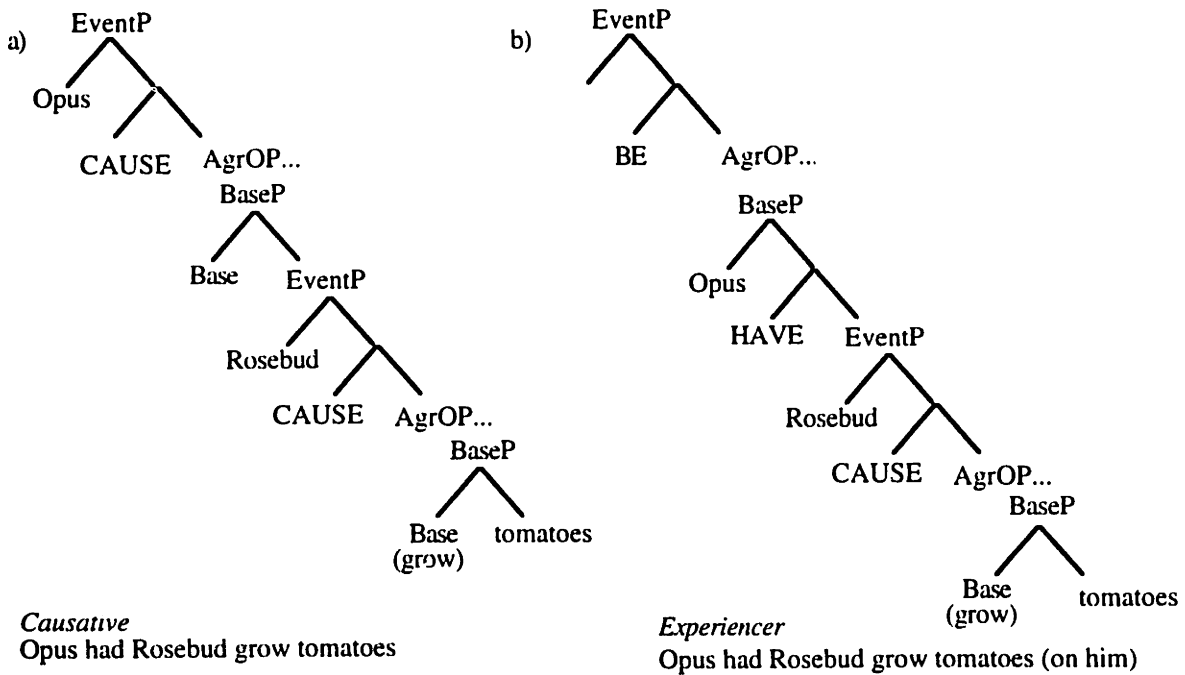 a)
EventP
Opus
CAUSE
AgrOP...
BaseP
Base
EventP
Rosebud
CAUSE
AgrOP...
BaseP
Base
(grow)
tomatoes
Causative
Opus had Rosebud grow tomatoes
b)
EventP
BE
AgrOP...
BaseP
Opus
HAVE
EventP
Rosebud
CAUSE
AgrOP...
BaseP
Base
(grow)
tomatoes
Experiencer
Opus had Rosebud grow tomatoes (on him)